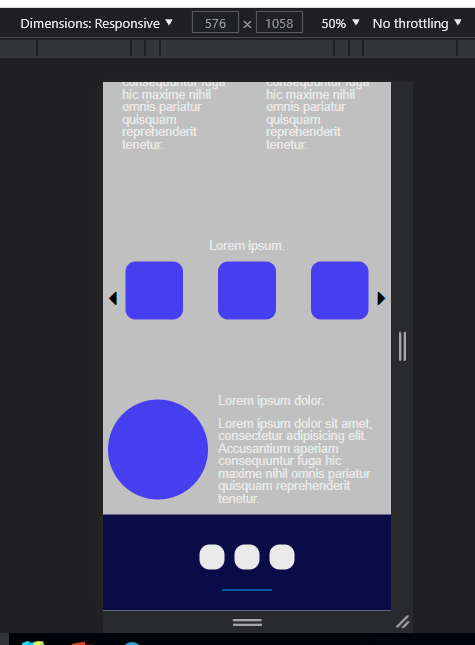 Dimensions: Responsive ▼ 576 × 1058 50% ▼ No throttling ▼
consequuntur fuga consequuntur fuga
hic maxime nihil hic maxime nihil
omnis pariatur omnis pariatur
quisquam quisquam
reprehenderit reprehenderit
tenetur. tenetur.
Lorem ipsum.
Lorem ipsum dolor.
Lorem ipsum dolor sit amet,
consectetur adipisicing elit.
Accusantium aperiam
consequuntur fuga hic
maxime nihil omnis pariatur
quisquam reprehenderit
tenetur.